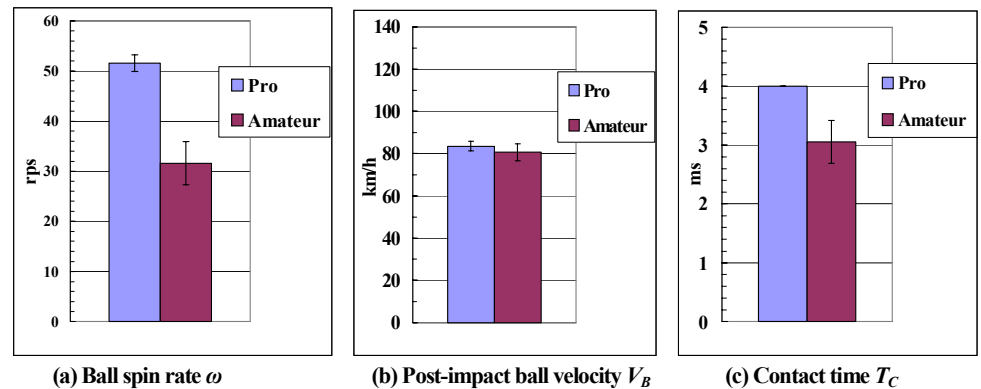 60
50
40
30
20
10
0
rps
Pro
Amateur
(a) Ball spin rate ω
140
120
100
80
60
40
20
0
km/h
Pro
Amateur
(b) Post-impact ball velocity V_B
5
4
3
2
1
0
ms
Pro
Amateur
(c) Contact time T_C